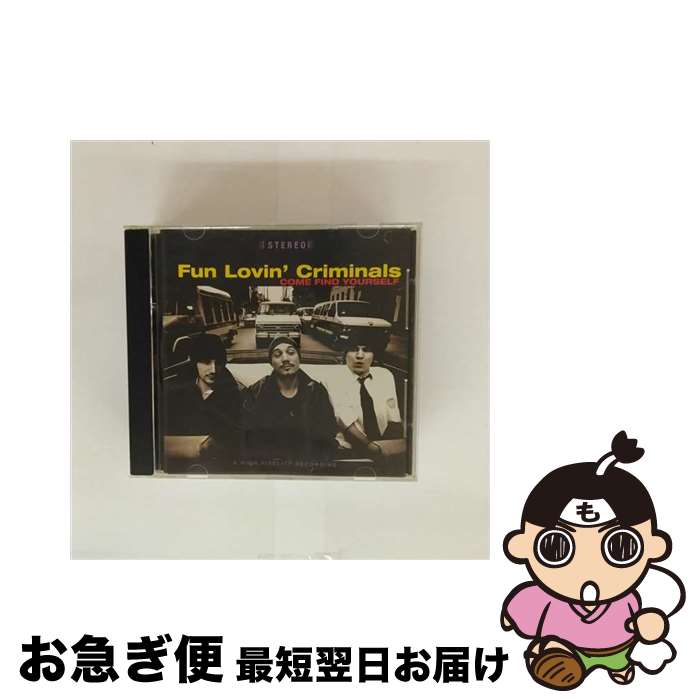 STEREO
Fun Lovin' Criminals
COME FIND YOURSELF
A HIGH FIDELITY RECORDING
も
お急ぎ便 最短翌日お届け